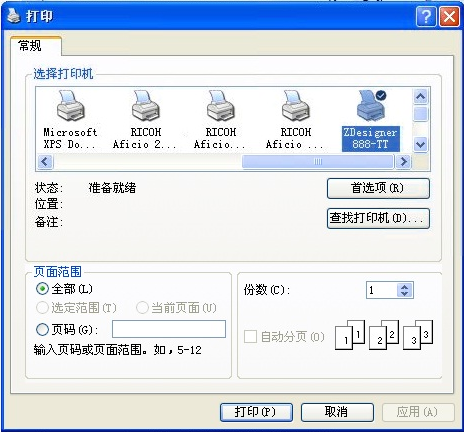 打印
常规
选择打印机
Microsoft XPS Do...
RICOH Aficio 2...
RICOH Aficio...
RICOH Aficio ...
ZDesigner 888-TT
状态: 准备就绪
首选项(R)
位置:
备注:
查找打印机(D)...
页面范围
全部(L)
选定范围(T) 当前页面(U)
页码(G):
输入页码或页面范围。如,5-12
份数(C): 1
自动分页(O)
1 1 2 2 3 3
打印(P) 取消 应用(A)